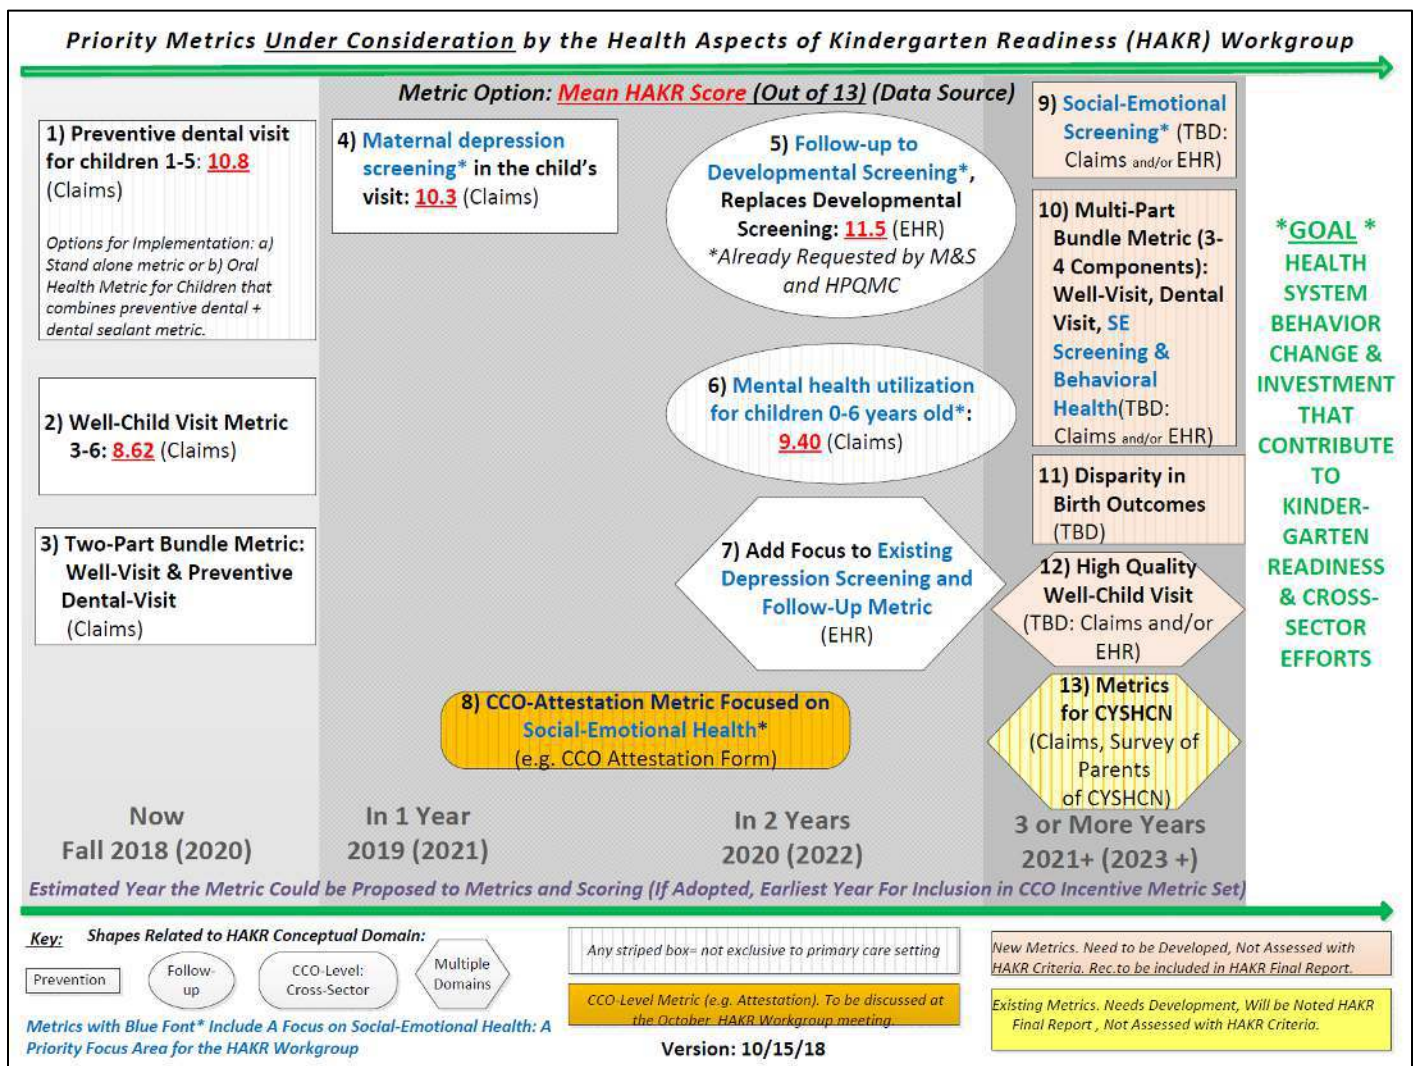 Priority Metrics Under Consideration by the Health Aspects of Kindergarten Readiness (HAKR) Workgroup
Metric Option: Mean HAKR Score (Out of 13) (Data Source)
1) Preventive dental visit
for children 1-5: 10.8
(Claims)
Options for Implementation: a)
Stand alone metric or b) Oral
Health Metric for Children that
combines preventive dental +
dental sealant metric.
2) Well-Child Visit Metric
3-6: 8.62 (Claims)
3) Two-Part Bundle Metric:
Well-Visit & Preventive
Dental-Visit
(Claims)
4) Maternal depression
screening* in the child's
visit: 10.3 (Claims)
5) Follow-up to
Developmental Screening*,
Replaces Developmental
Screening: 11.5 (EHR)
*Already Requested by M&S
and HPQMC
6) Mental health utilization
for children 0-6 years old*:
9.40 (Claims)
7) Add Focus to Existing
Depression Screening and
Follow-Up Metric
(EHR)
8) CCO-Attestation Metric Focused on
Social-Emotional Health*
(e.g. CCO Attestation Form)
9) Social-Emotional
Screening* (TBD:
Claims and/or EHR)
10) Multi-Part
Bundle Metric (3-
4 Components):
Well-Visit, Dental
Visit, SE
Screening &
Behavioral
Health(TBD:
Claims and/or EHR)
11) Disparity in
Birth Outcomes
(TBD)
12) High Quality
Well-Child Visit
(TBD: Claims and/or
EHR)
13) Metrics
for CYSHCN
(Claims, Survey of
Parents
of CYSHCN)
*GOAL *
HEALTH
SYSTEM
BEHAVIOR
CHANGE &
INVESTMENT
THAT
CONTRIBUTE
TO
KINDER-
GARTEN
READINESS
& CROSS-
SECTOR
EFFORTS
Now
Fall 2018 (2020)
In 1 Year
2019 (2021)
In 2 Years
2020 (2022)
3 or More Years
2021+ (2023 +)
Estimated Year the Metric Could be Proposed to Metrics and Scoring (If Adopted, Earliest Year For Inclusion in CCO Incentive Metric Set)
Key: Shapes Related to HAKR Conceptual Domain:
Prevention
Follow-
up
CCO-Level:
Cross-Sector
Multiple
Domains
Metrics with Blue Font* Include A Focus on Social-Emotional Health: A
Priority Focus Area for the HAKR Workgroup
Any striped box= not exclusive to primary care setting
CCO-Level Metric (e.g. Attestation). To be discussed at
the October HAKR Workgroup meeting.
Version: 10/15/18
New Metrics. Need to be Developed, Not Assessed with
HAKR Criteria. Rec.to be included in HAKR Final Report.
Existing Metrics. Needs Development, Will be Noted HAKR
Final Report , Not Assessed with HAKR Criteria.